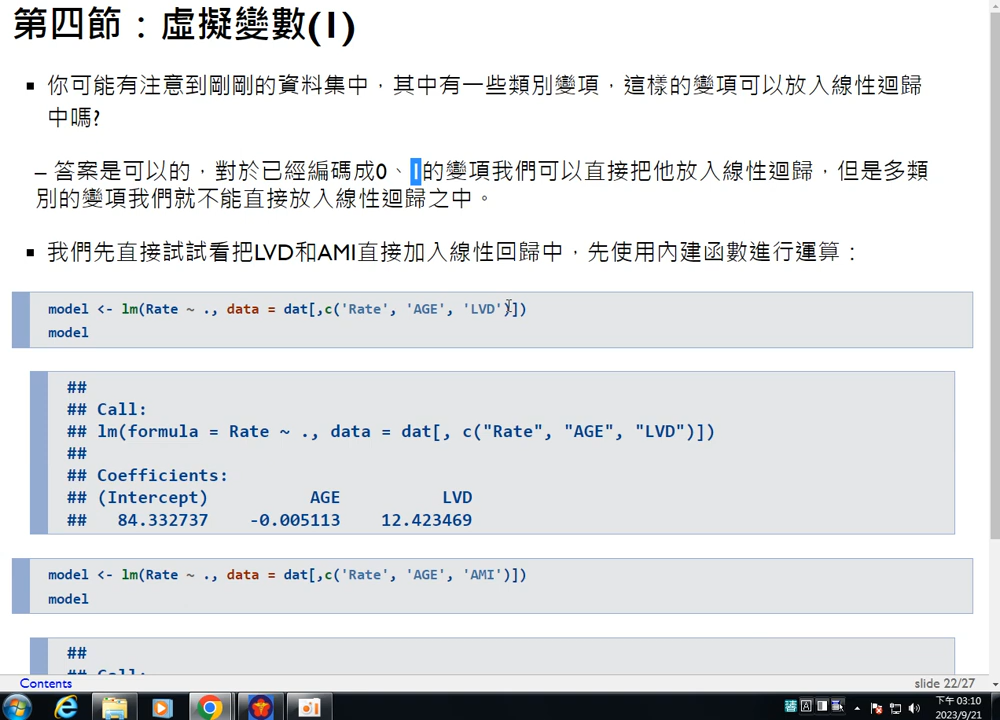 第四節：虛擬變數(1)
▪ 你可能有注意到剛剛的資料集中，其中有一些類別變項，這樣的變項可以放入線性迴歸
中嗎?
– 答案是可以的，對於已經編碼成0、1的變項我們可以直接把他放入線性迴歸，但是多類
別的變項我們就不能直接放入線性迴歸之中。
▪ 我們先直接試試看把LVD和AMI直接加入線性回歸中，先使用內建函數進行運算：
model <- lm(Rate ~ ., data = dat[,c('Rate', 'AGE', 'LVD')])
model
##
## Call:
## lm(formula = Rate ~ ., data = dat[, c("Rate", "AGE", "LVD")])
##
## Coefficients:
## (Intercept) AGE LVD
## 84.332737 -0.005113 12.423469
model <- lm(Rate ~ ., data = dat[,c('Rate', 'AGE', 'AMI')])
model
##
## Call:
Contents
slide 22/27
下午 03:10
2023/9/21